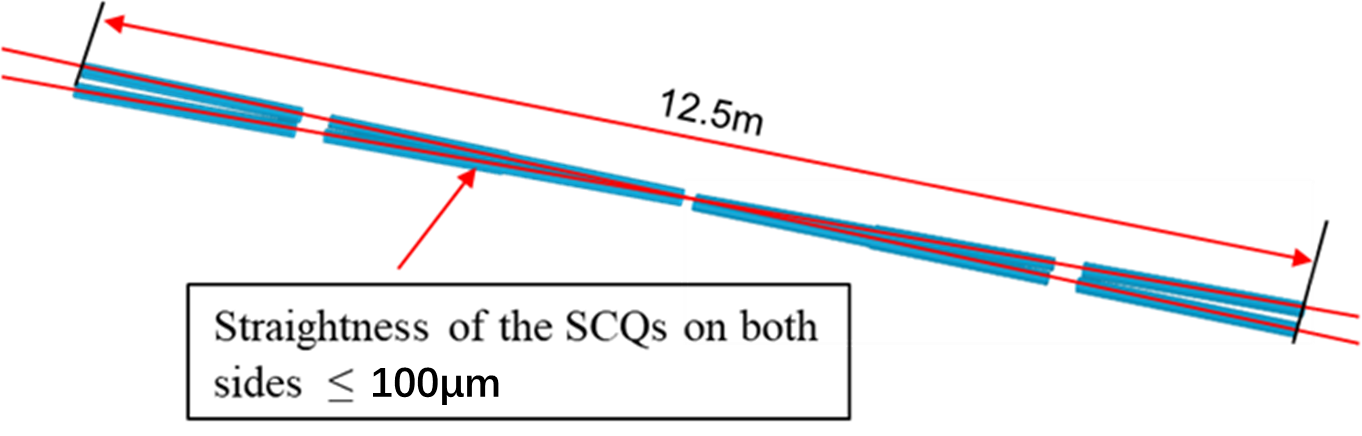 12.5m
Straightness of the SCQs on both
sides ≤ 100μm